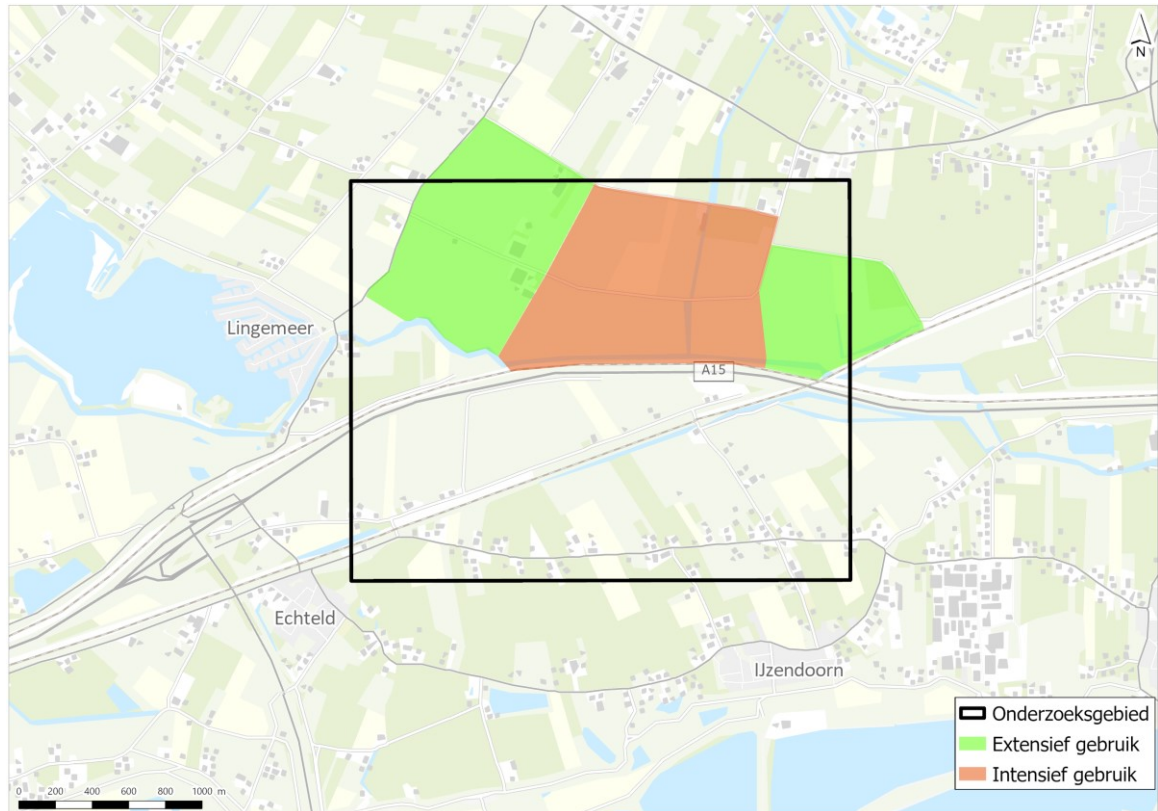 N
Lingemeer
A15
Echteld
IJzendoorn
Onderzoeksgebied
Extensief gebruik
Intensief gebruik
0 200 400 600 800 1000 m